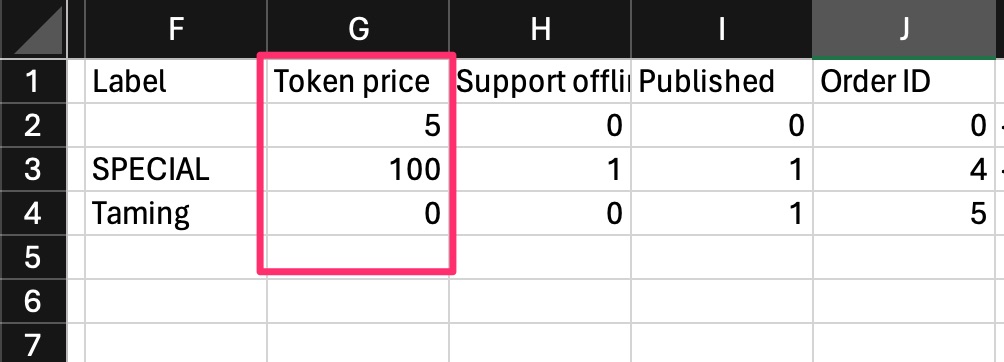 F G H I J
1 Label Token price Support offli Published Order ID
2 5 0 0 0
3 SPECIAL 100 1 1 4
4 Taming 0 0 1 5
5
6
7